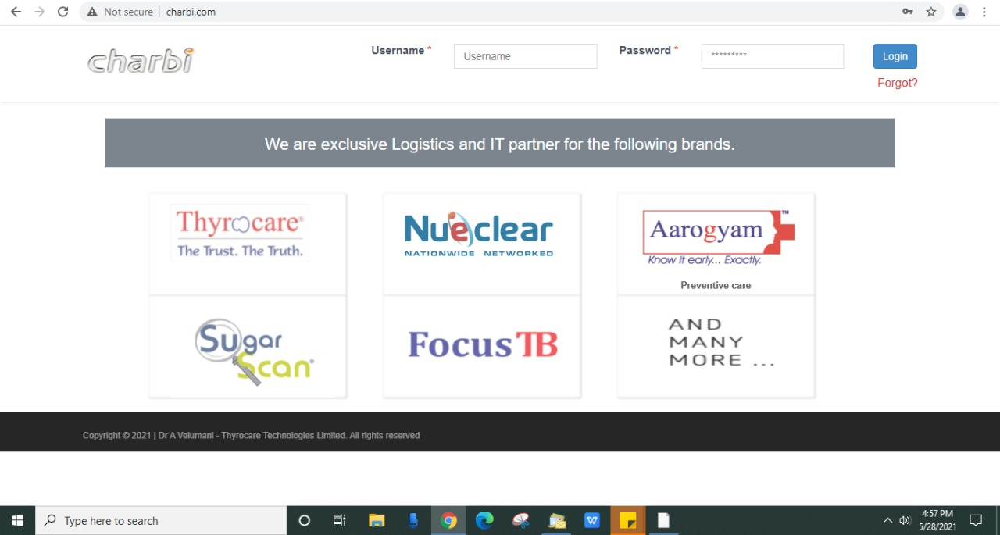 Not secure | charbi.com
charbi
Username * Username Password * ********* Login
Forgot?
We are exclusive Logistics and IT partner for the following brands.
Thyrocare®
The Trust. The Truth.
Nueclear
NATIONWIDE NETWORKED
Aarogyam™
Know it early... Exactly.
Preventive care
Sugar
Scan®
Focus TB
AND
MANY
MORE ...
Copyright © 2021 | Dr A Velumani - Thyrocare Technologies Limited. All rights reserved
Type here to search
W
4:57 PM
5/28/2021